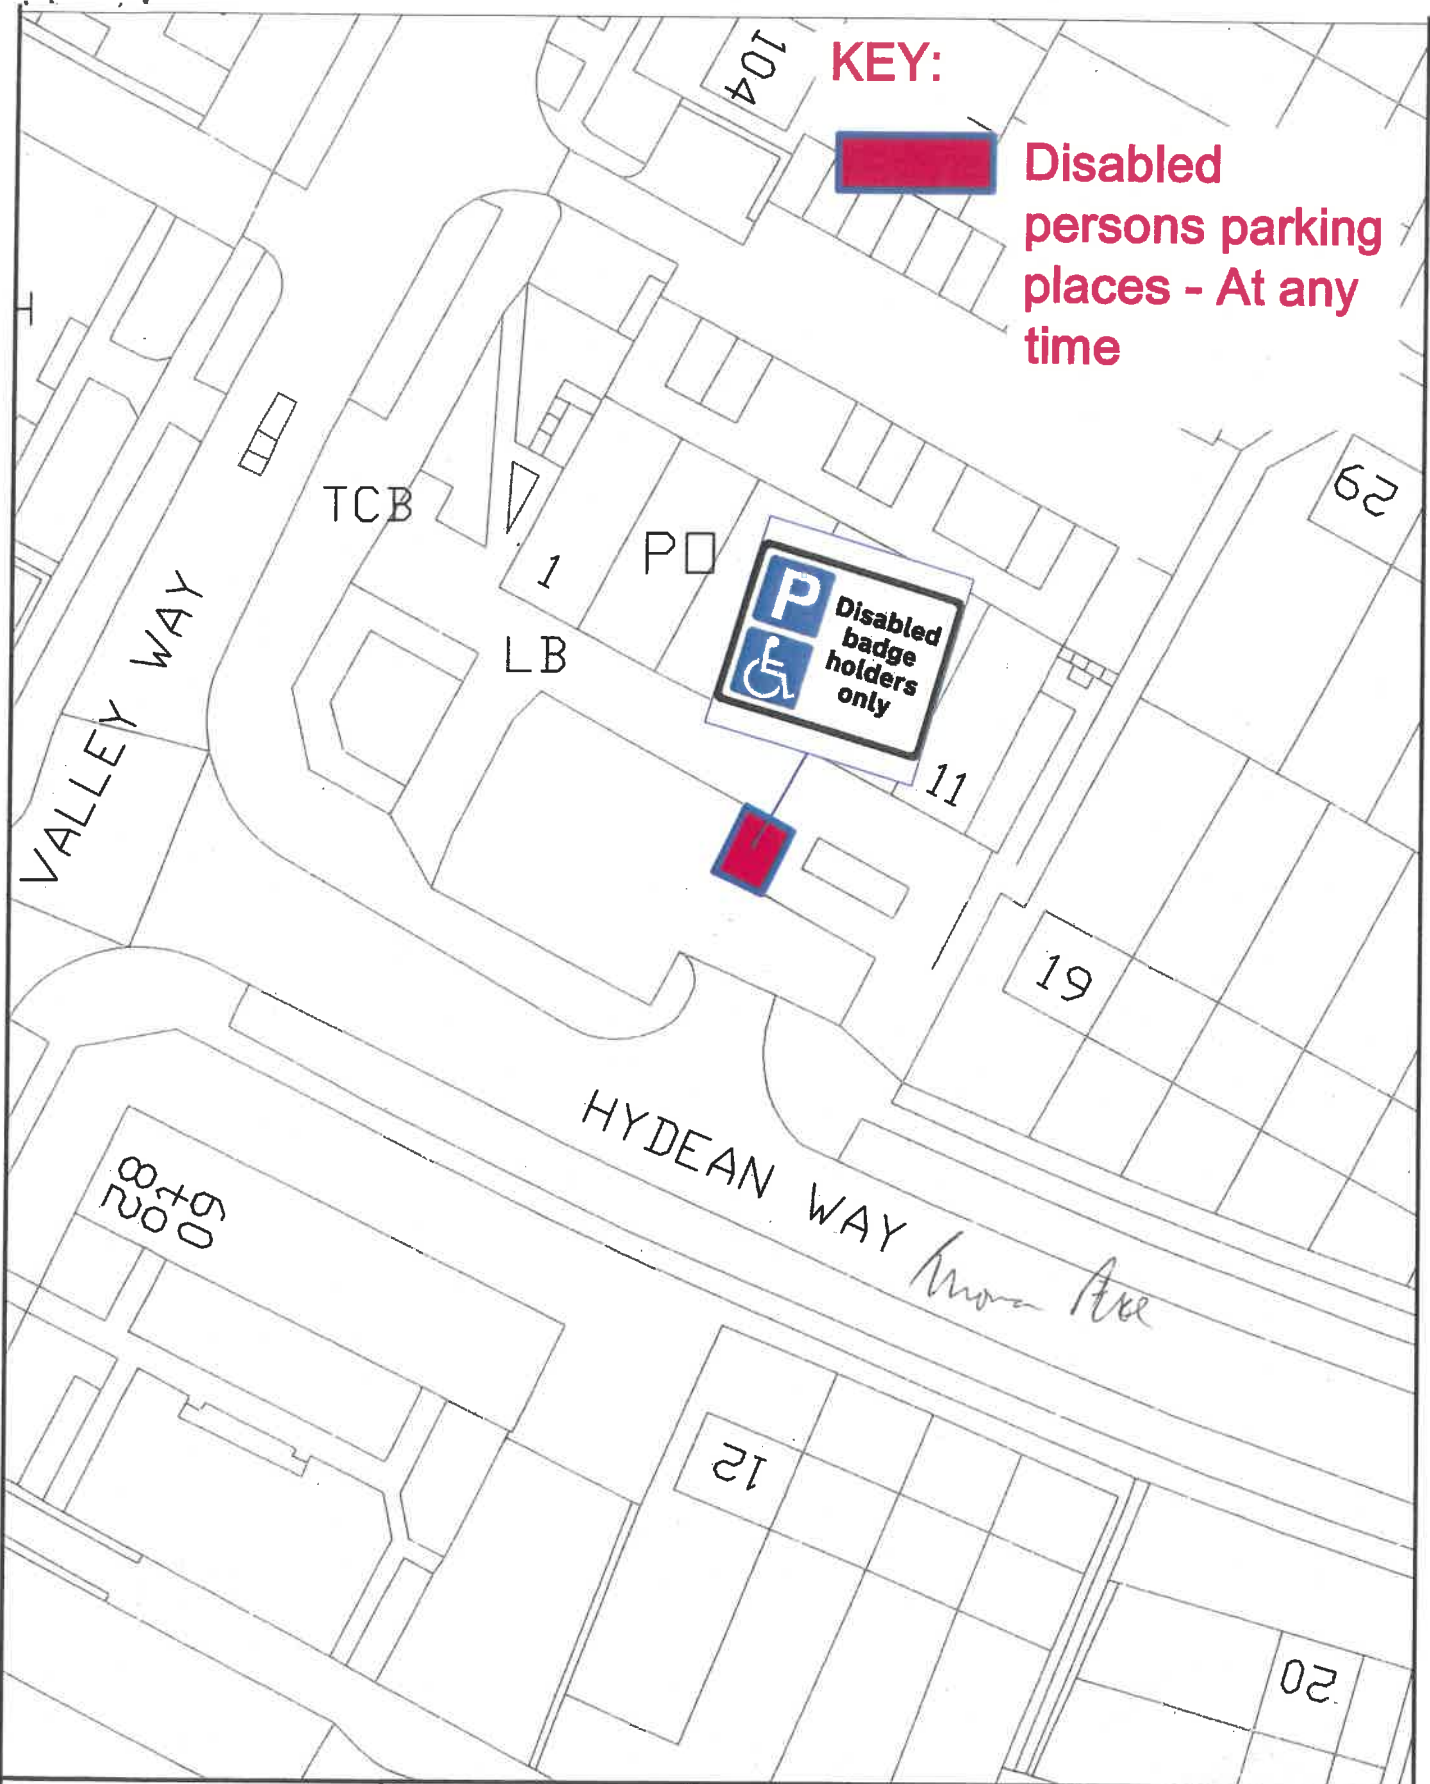 104
KEY:
Disabled
persons parking
places - At any
time
62
TCB
1
PO
P
Disabled
badge
holders
only
LB
VALLEY WAY
11
19
HYDEAN WAY
12
20